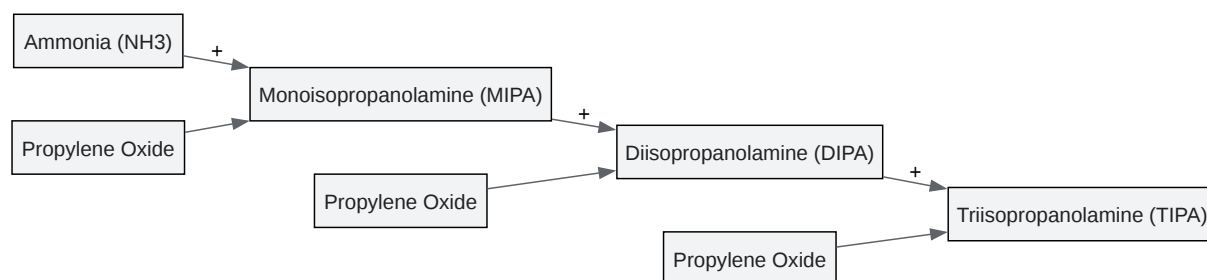 Ammonia (NH3)
+
Monoisopropanolamine (MIPA)
Propylene Oxide
+
Diisopropanolamine (DIPA)
Propylene Oxide
+
Triisopropanolamine (TIPA)
Propylene Oxide